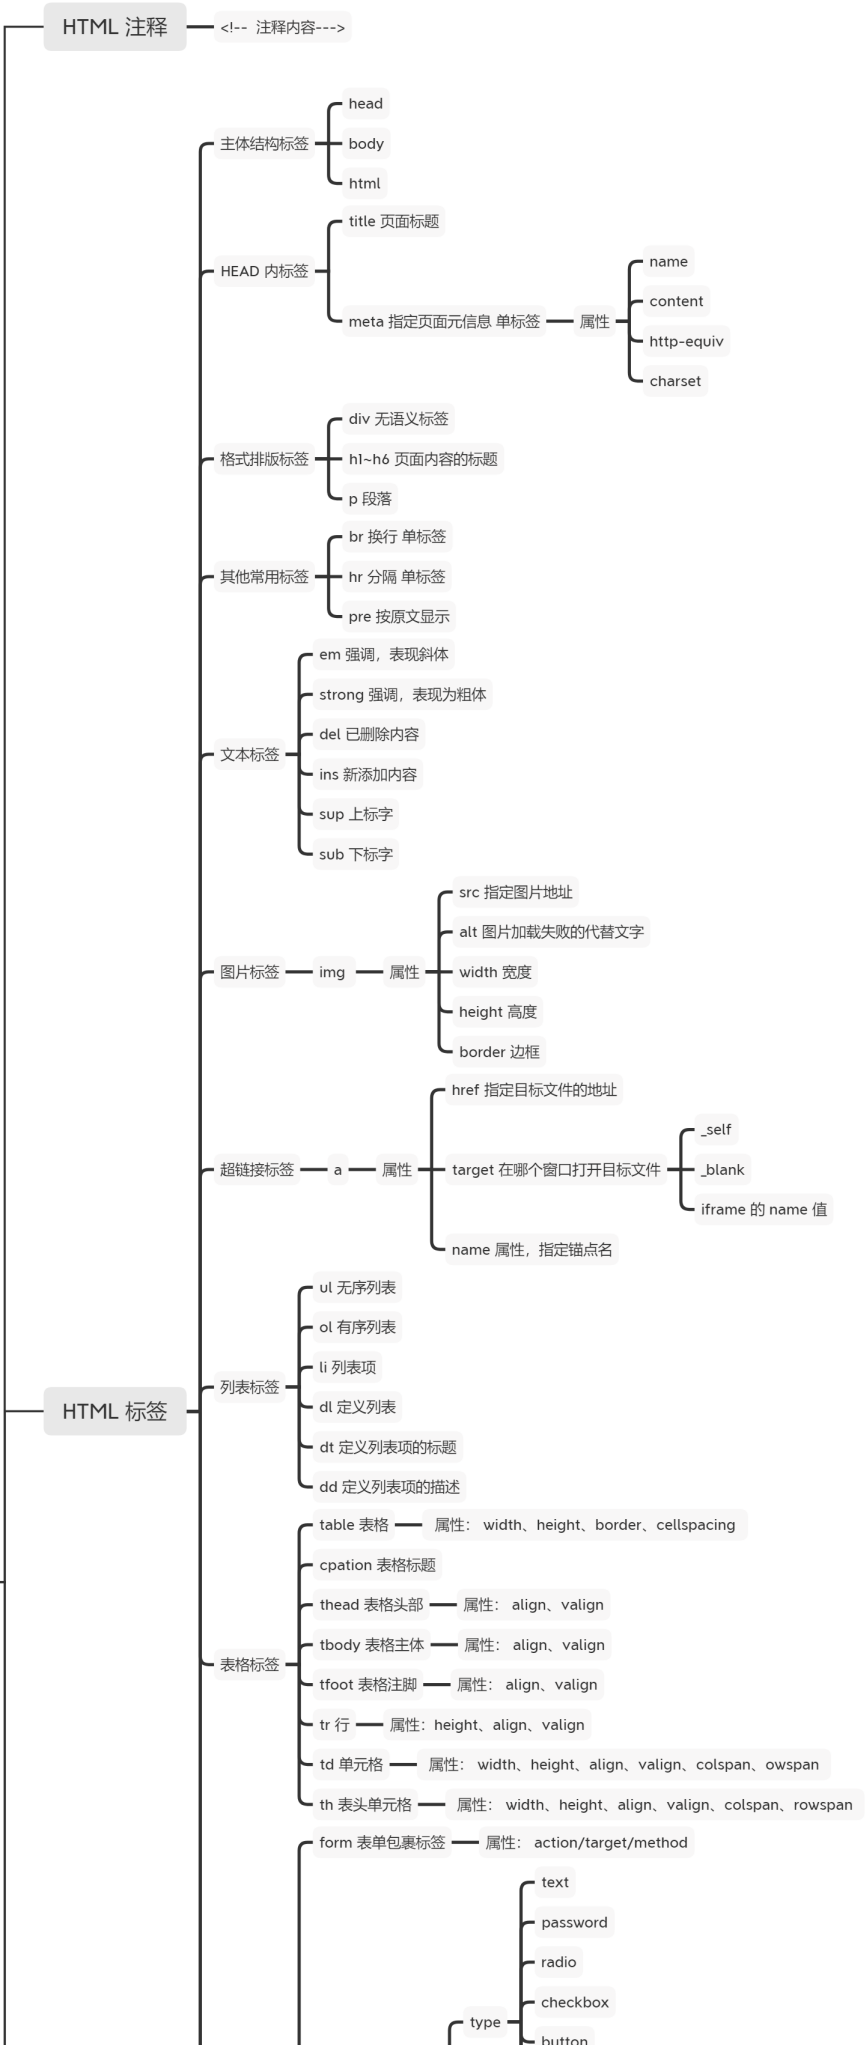 HTML 注释
<!-- 注释内容--->
主体结构标签
head
body
html
HEAD 内标签
title 页面标题
meta 指定页面元信息 单标签
属性
name
content
http-equiv
charset
格式排版标签
div 无语义标签
h1~h6 页面内容的标题
p 段落
其他常用标签
br 换行 单标签
hr 分隔 单标签
pre 按原文显示
文本标签
em 强调，表现斜体
strong 强调，表现为粗体
del 已删除内容
ins 新添加内容
sup 上标字
sub 下标字
图片标签
img
属性
src 指定图片地址
alt 图片加载失败的代替文字
width 宽度
height 高度
border 边框
超链接标签
a
属性
href 指定目标文件的地址
target 在哪个窗口打开目标文件
_self
_blank
iframe 的 name 值
name 属性，指定锚点名
HTML 标签
列表标签
ul 无序列表
ol 有序列表
li 列表项
dl 定义列表
dt 定义列表项的标题
dd 定义列表项的描述
表格标签
table 表格
属性： width、height、border、cellspacing
cpation 表格标题
thead 表格头部
属性： align、valign
tbody 表格主体
属性： align、valign
tfoot 表格注脚
属性： align、valign
tr 行
属性：height、align、valign
td 单元格
属性： width、height、align、valign、colspan、owspan
th 表头单元格
属性： width、height、align、valign、colspan、rowspan
form 表单包裹标签
属性： action/target/method
type
text
password
radio
checkbox
button